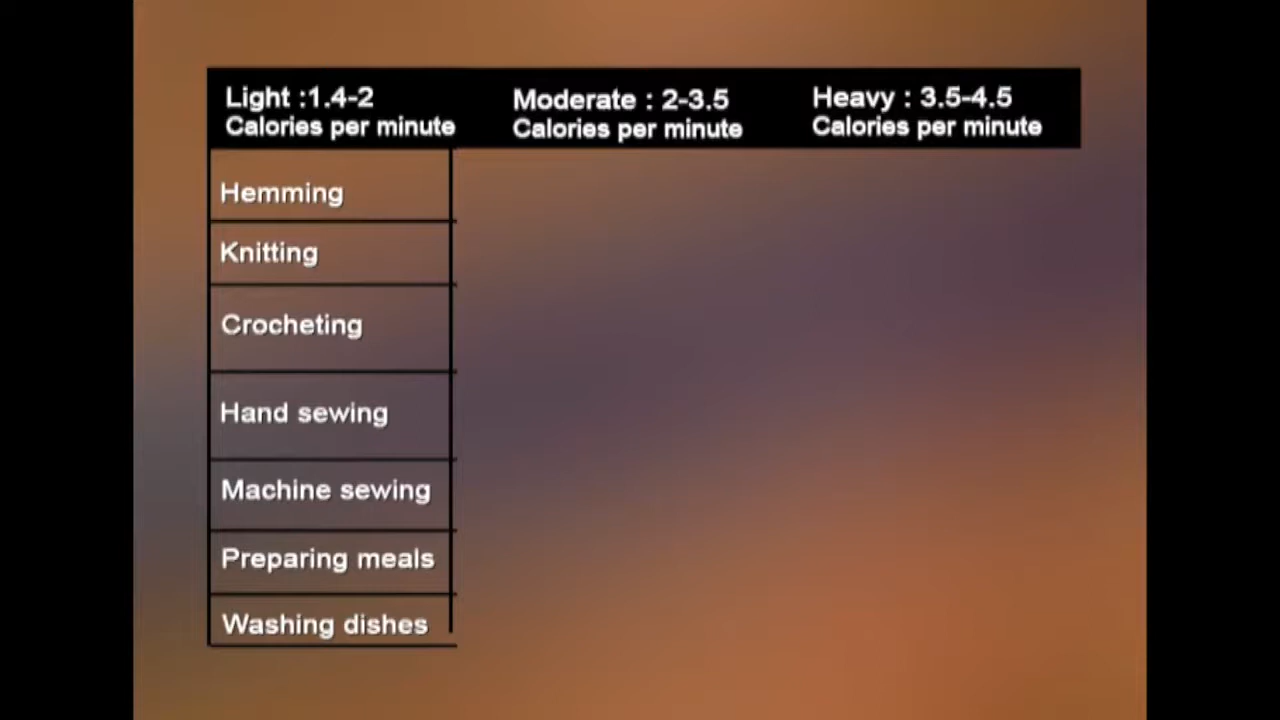 Light :1.4-2
Calories per minute
Moderate : 2-3.5
Calories per minute
Heavy : 3.5-4.5
Calories per minute
Hemming
Knitting
Crocheting
Hand sewing
Machine sewing
Preparing meals
Washing dishes